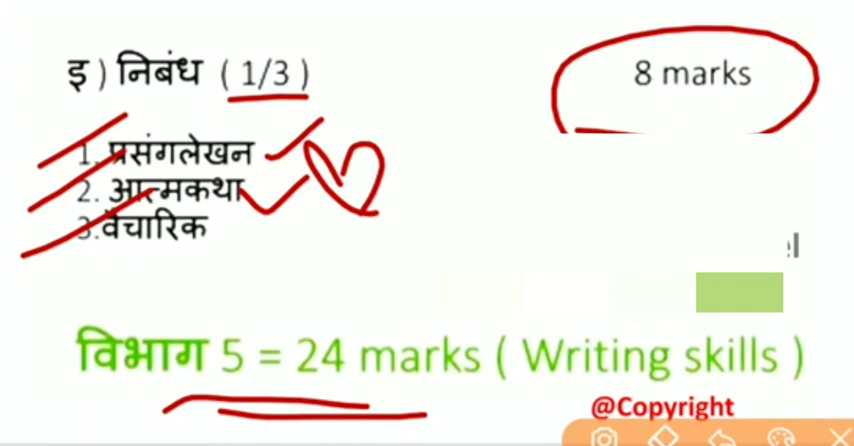 इ ) निबंध ( 1/3 ) 8 marks
1. प्रसंगलेखन
2. आत्मकथा
3.वैचारिक
विभाग 5 = 24 marks ( Writing skills )
@Copyright